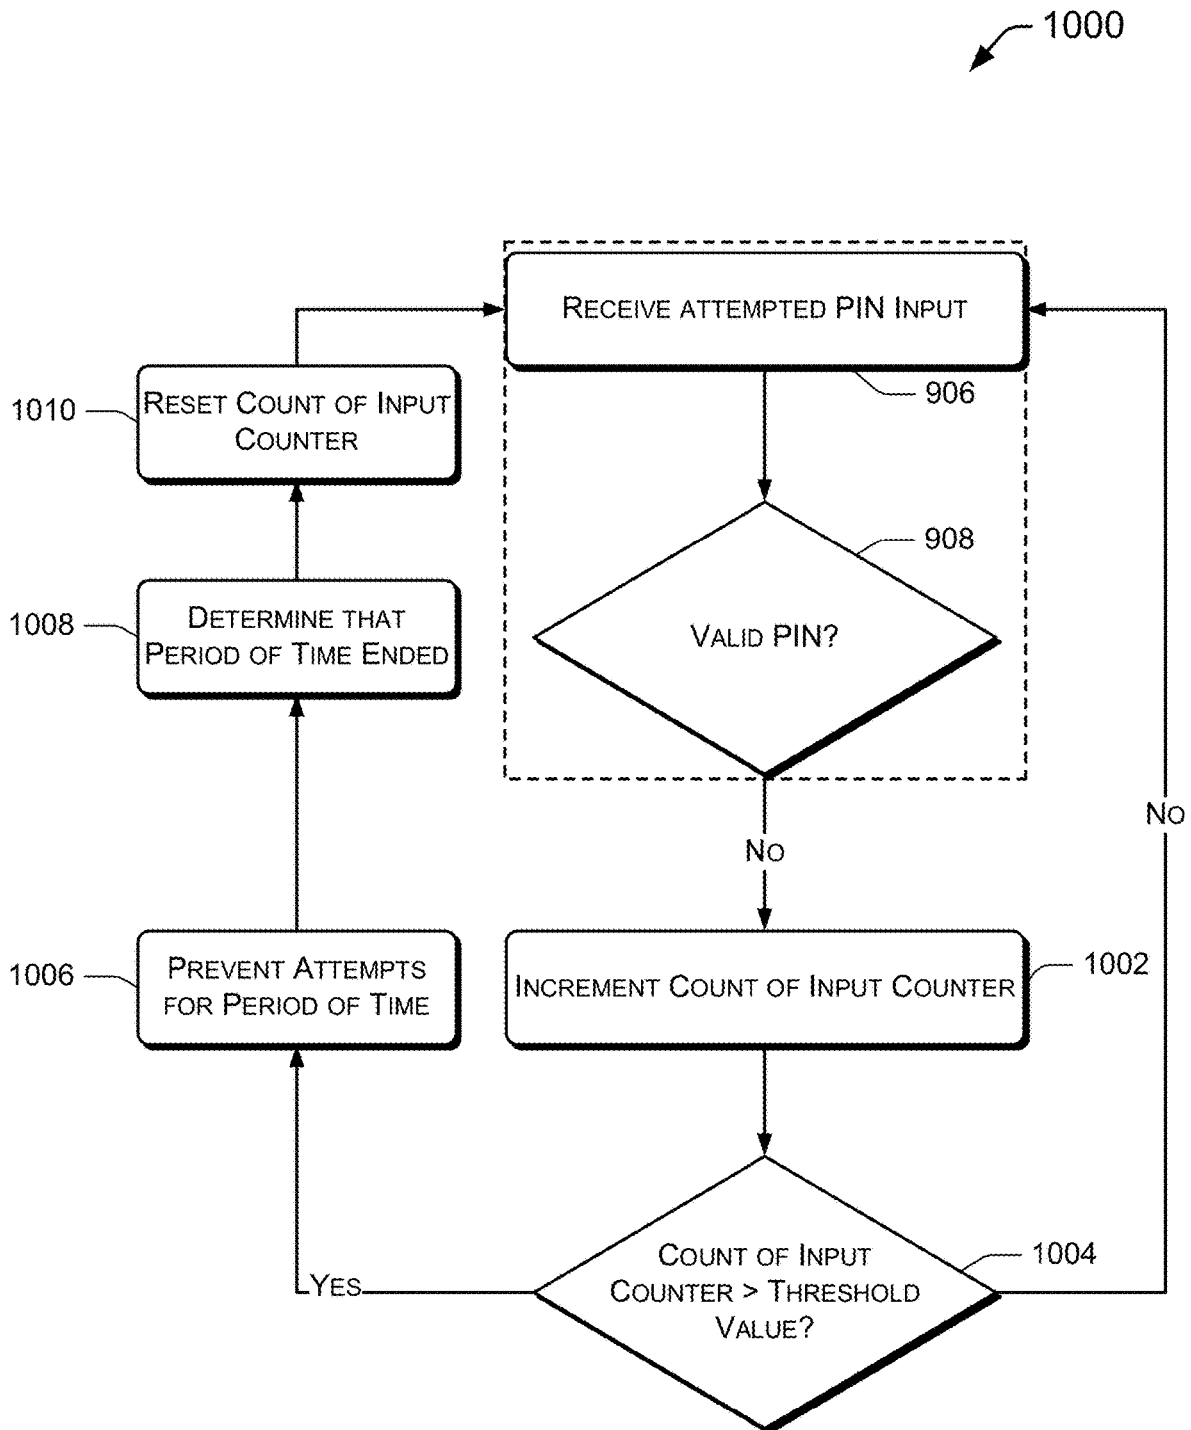 1000
RECEIVE ATTEMPTED PIN INPUT
906
1010
RESET COUNT OF INPUT
COUNTER
908
VALID PIN?
1008
DETERMINE THAT
PERIOD OF TIME ENDED
NO
NO
1006
PREVENT ATTEMPTS
FOR PERIOD OF TIME
INCREMENT COUNT OF INPUT COUNTER
1002
COUNT OF INPUT
COUNTER > THRESHOLD
VALUE?
1004
YES